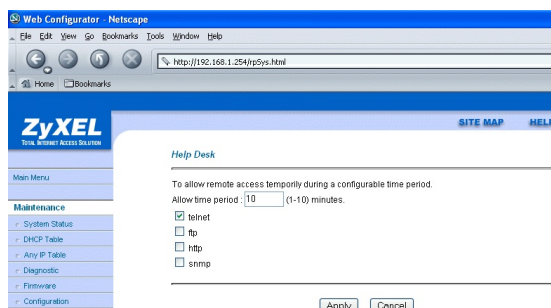 Web Configurator - Netscape
File Edit View Go Bookmarks Tools Window Help
http://192.168.1.254/rpSys.html
Home Bookmarks
SITE MAP HELP
ZyXEL
TOTAL INTERNET ACCESS SOLUTION
Help Desk
Main Menu
To allow remote access temporily during a configurable time period.
Allow time period : 10 (1-10) minutes.
Maintenance
telnet
System Status
ftp
DHCP Table
http
Any IP Table
snmp
Diagnostic
Firmware
Configuration
Apply Cancel